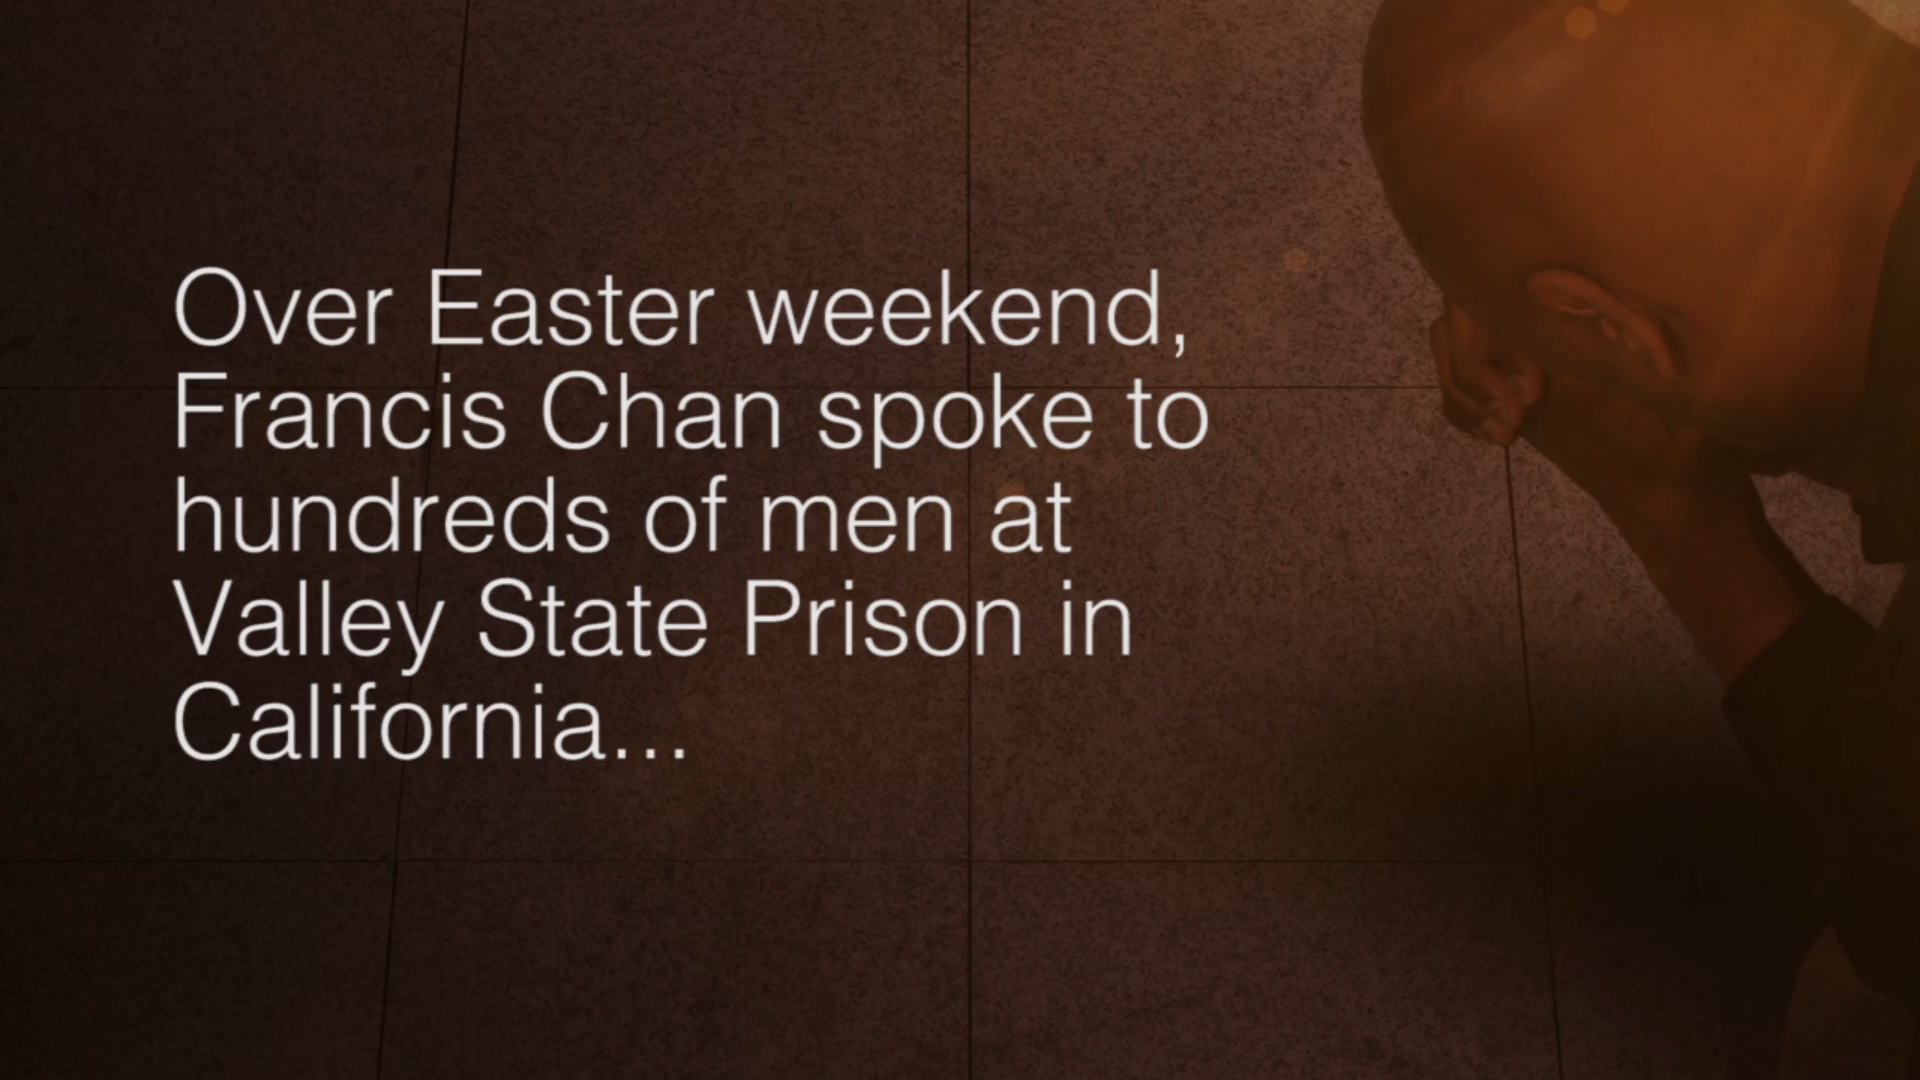 Over Easter weekend,
Francis Chan spoke to
hundreds of men at
Valley State Prison in
California...